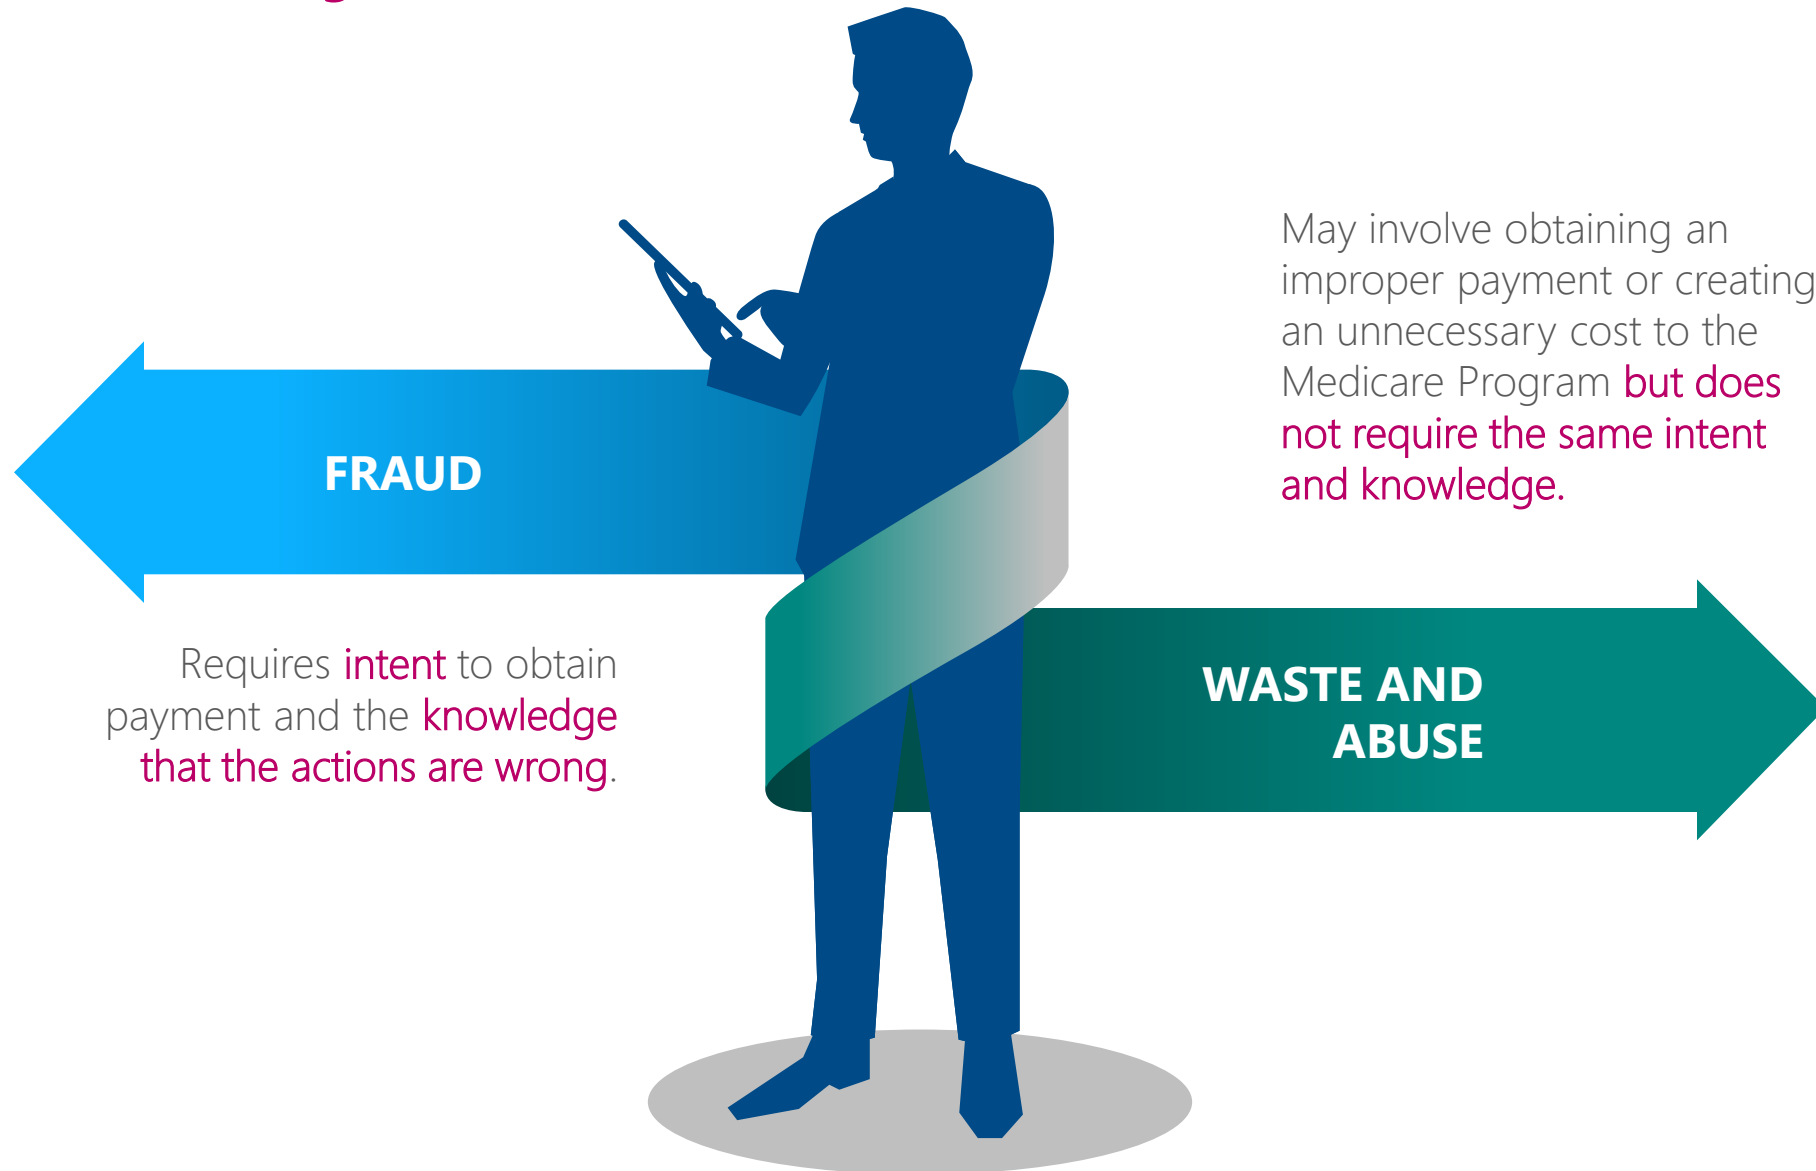 FRAUD
Requires intent to obtain
payment and the knowledge
that the actions are wrong.
May involve obtaining an
improper payment or creating
an unnecessary cost to the
Medicare Program but does
not require the same intent
and knowledge.
WASTE AND
ABUSE